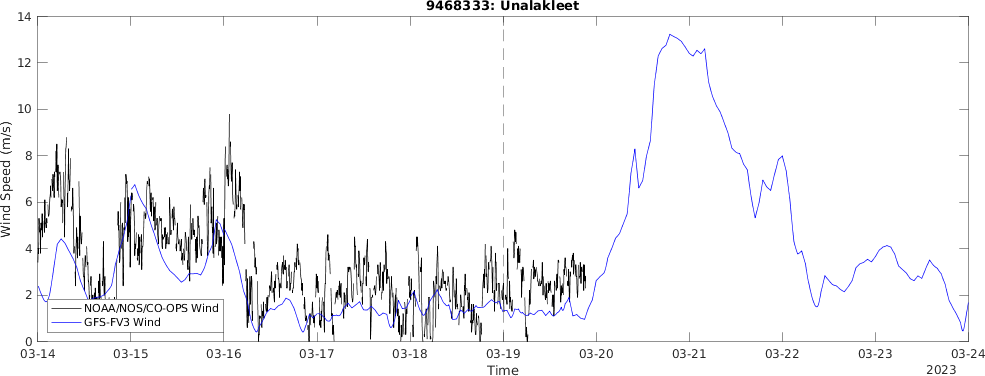 9468333: Unalakleet
14
12
10
8
6
4
2
0
Wind Speed (m/s)
NOAA/NOS/CO-OPS Wind
GFS-FV3 Wind
03-14 03-15 03-16 03-17 03-18 03-19 03-20 03-21 03-22 03-23 03-24
Time
2023